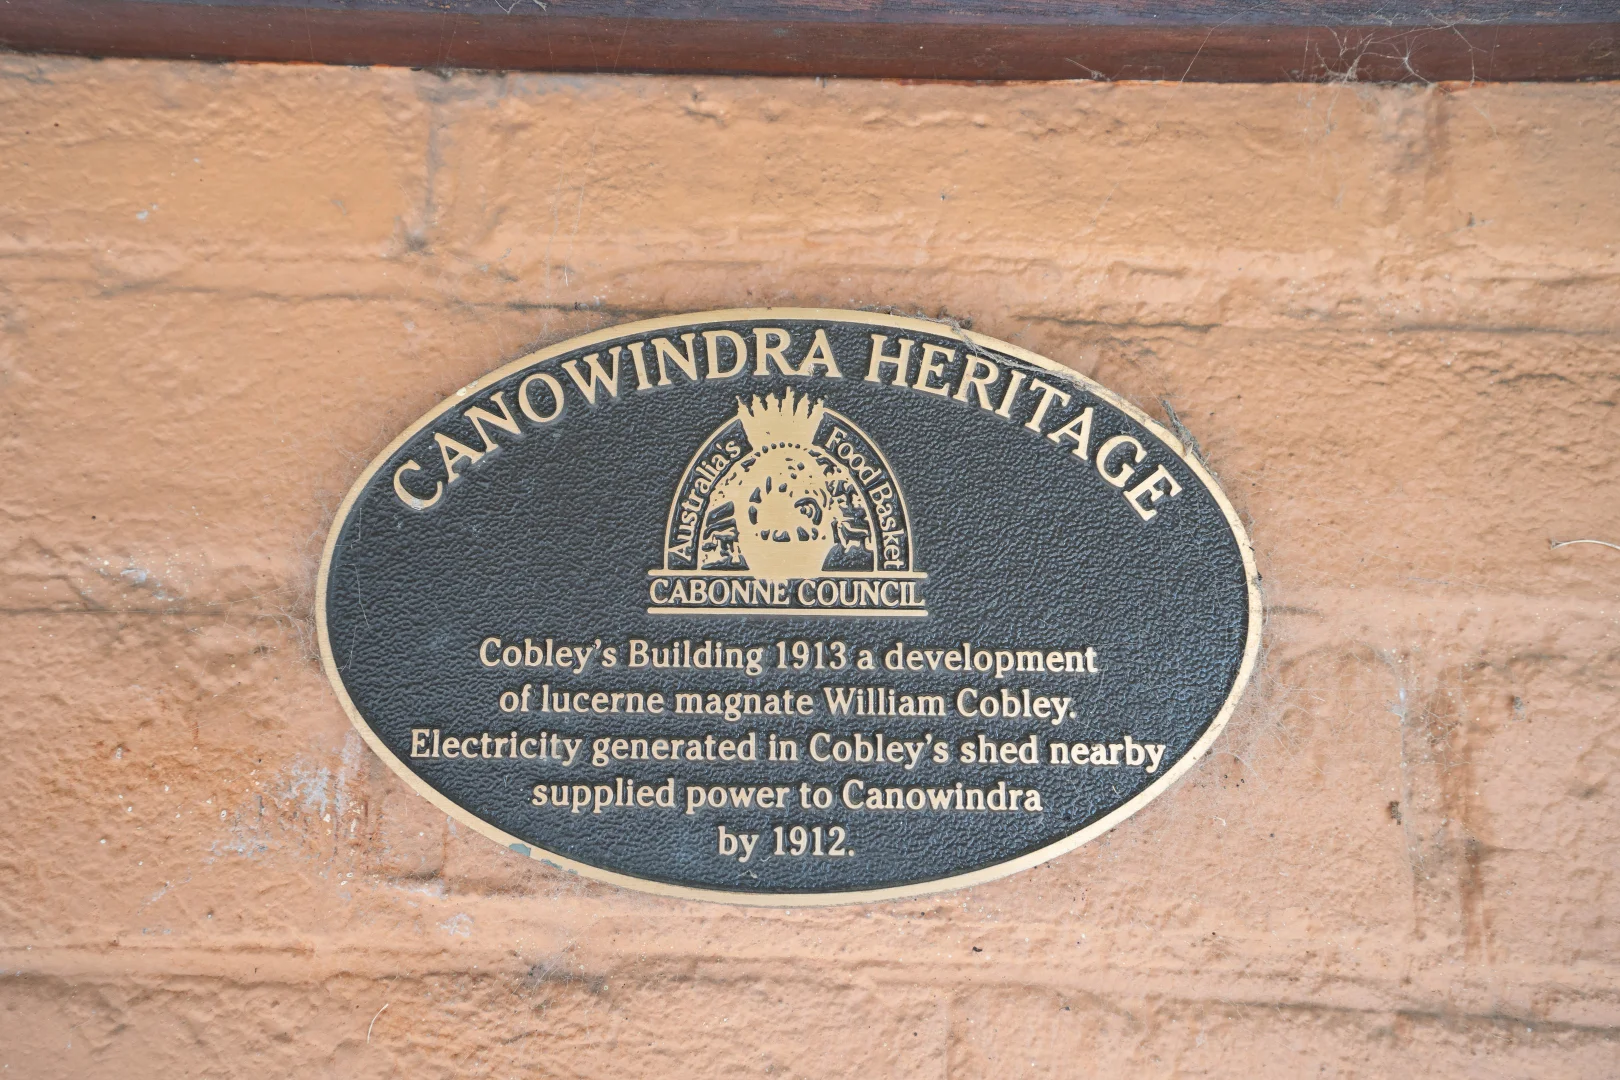 CANOWINDRA HERITAGE
Australia's Food Basket
CABONNE COUNCIL
Cobley's Building 1913 a development
of lucerne magnate William Cobley.
Electricity generated in Cobley's shed nearby
supplied power to Canowindra
by 1912.